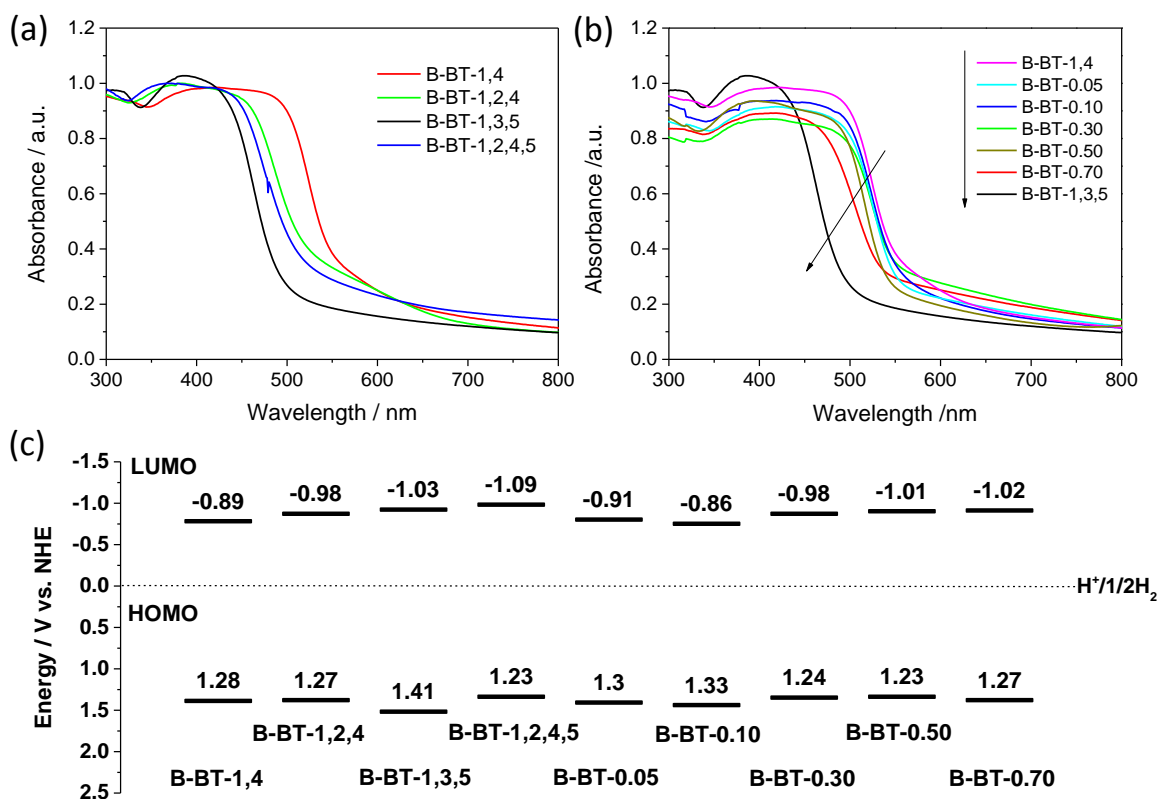 (a)
1.2
1.0
0.8
0.6
0.4
0.2
0.0
300 400 500 600 700 800
Absorbance / a.u.
Wavelength / nm
B-BT-1,4
B-BT-1,2,4
B-BT-1,3,5
B-BT-1,2,4,5
(b)
1.2
1.0
0.8
0.6
0.4
0.2
0.0
300 400 500 600 700 800
Absorbance /a.u.
Wavelength /nm
B-BT-1,4
B-BT-0.05
B-BT-0.10
B-BT-0.30
B-BT-0.50
B-BT-0.70
B-BT-1,3,5
(c)
Energy / V vs. NHE
-1.5
-1.0
-0.5
0.0
0.5
1.0
1.5
2.0
2.5
LUMO
-0.89 -0.98 -1.03 -1.09 -0.91 -0.86 -0.98 -1.01 -1.02
H⁺/1/2H₂
HOMO
1.28 1.27 1.41 1.23 1.3 1.33 1.24 1.23 1.27
B-BT-1,2,4 B-BT-1,2,4,5 B-BT-0.10 B-BT-0.50
B-BT-1,4 B-BT-1,3,5 B-BT-0.05 B-BT-0.30 B-BT-0.70